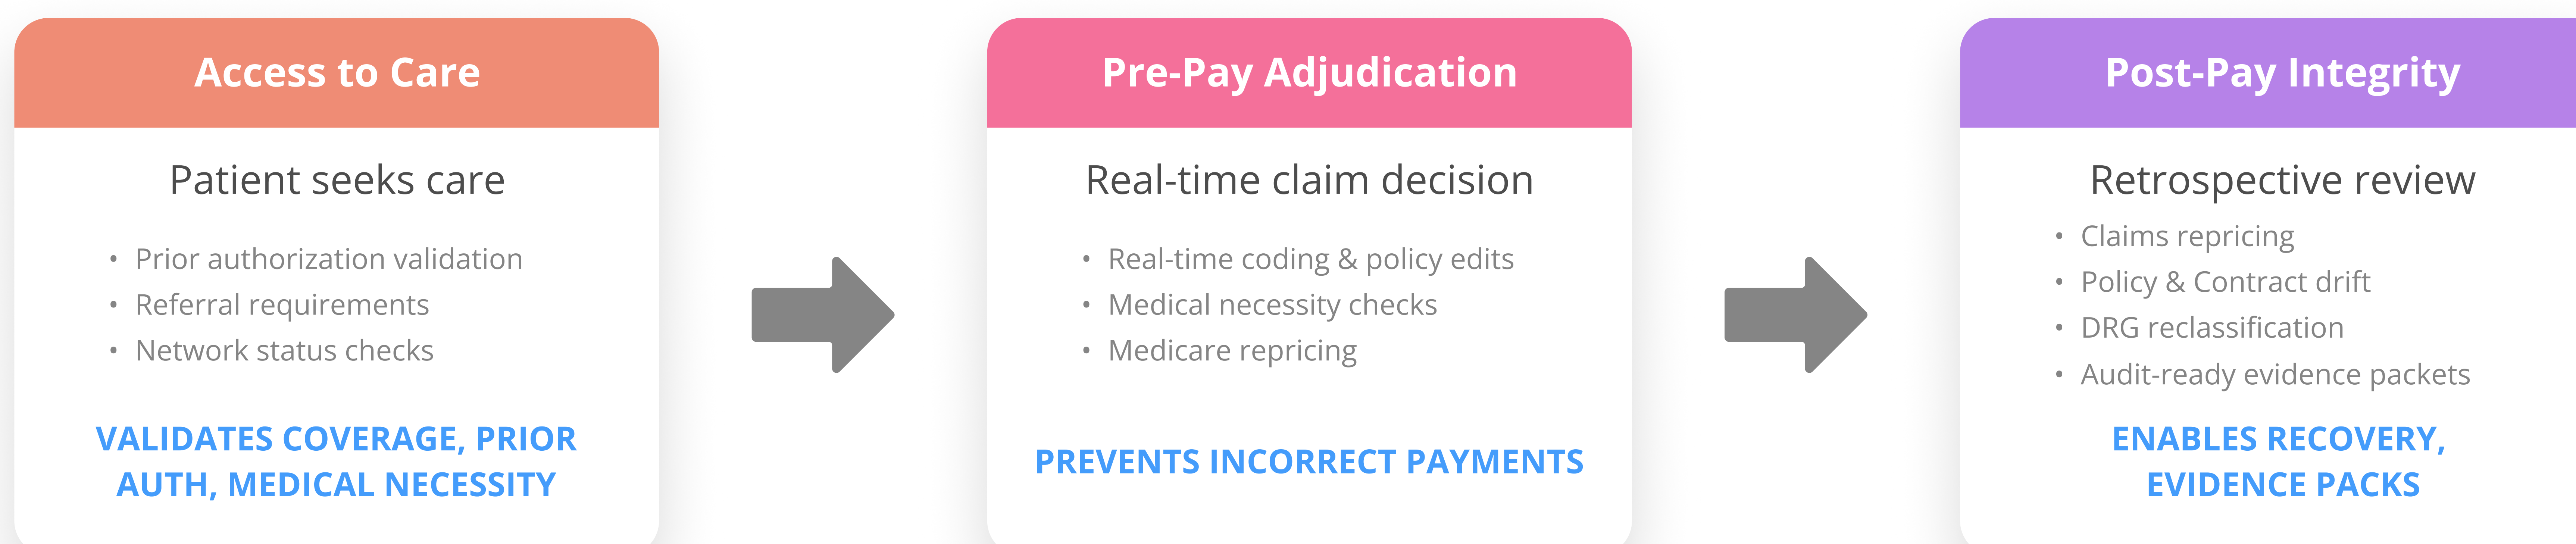 Access to Care
Patient seeks care
• Prior authorization validation
• Referral requirements
• Network status checks
VALIDATES COVERAGE, PRIOR
AUTH, MEDICAL NECESSITY
Pre-Pay Adjudication
Real-time claim decision
• Real-time coding & policy edits
• Medical necessity checks
• Medicare repricing
PREVENTS INCORRECT PAYMENTS
Post-Pay Integrity
Retrospective review
• Claims repricing
• Policy & Contract drift
• DRG reclassification
• Audit-ready evidence packets
ENABLES RECOVERY,
EVIDENCE PACKS